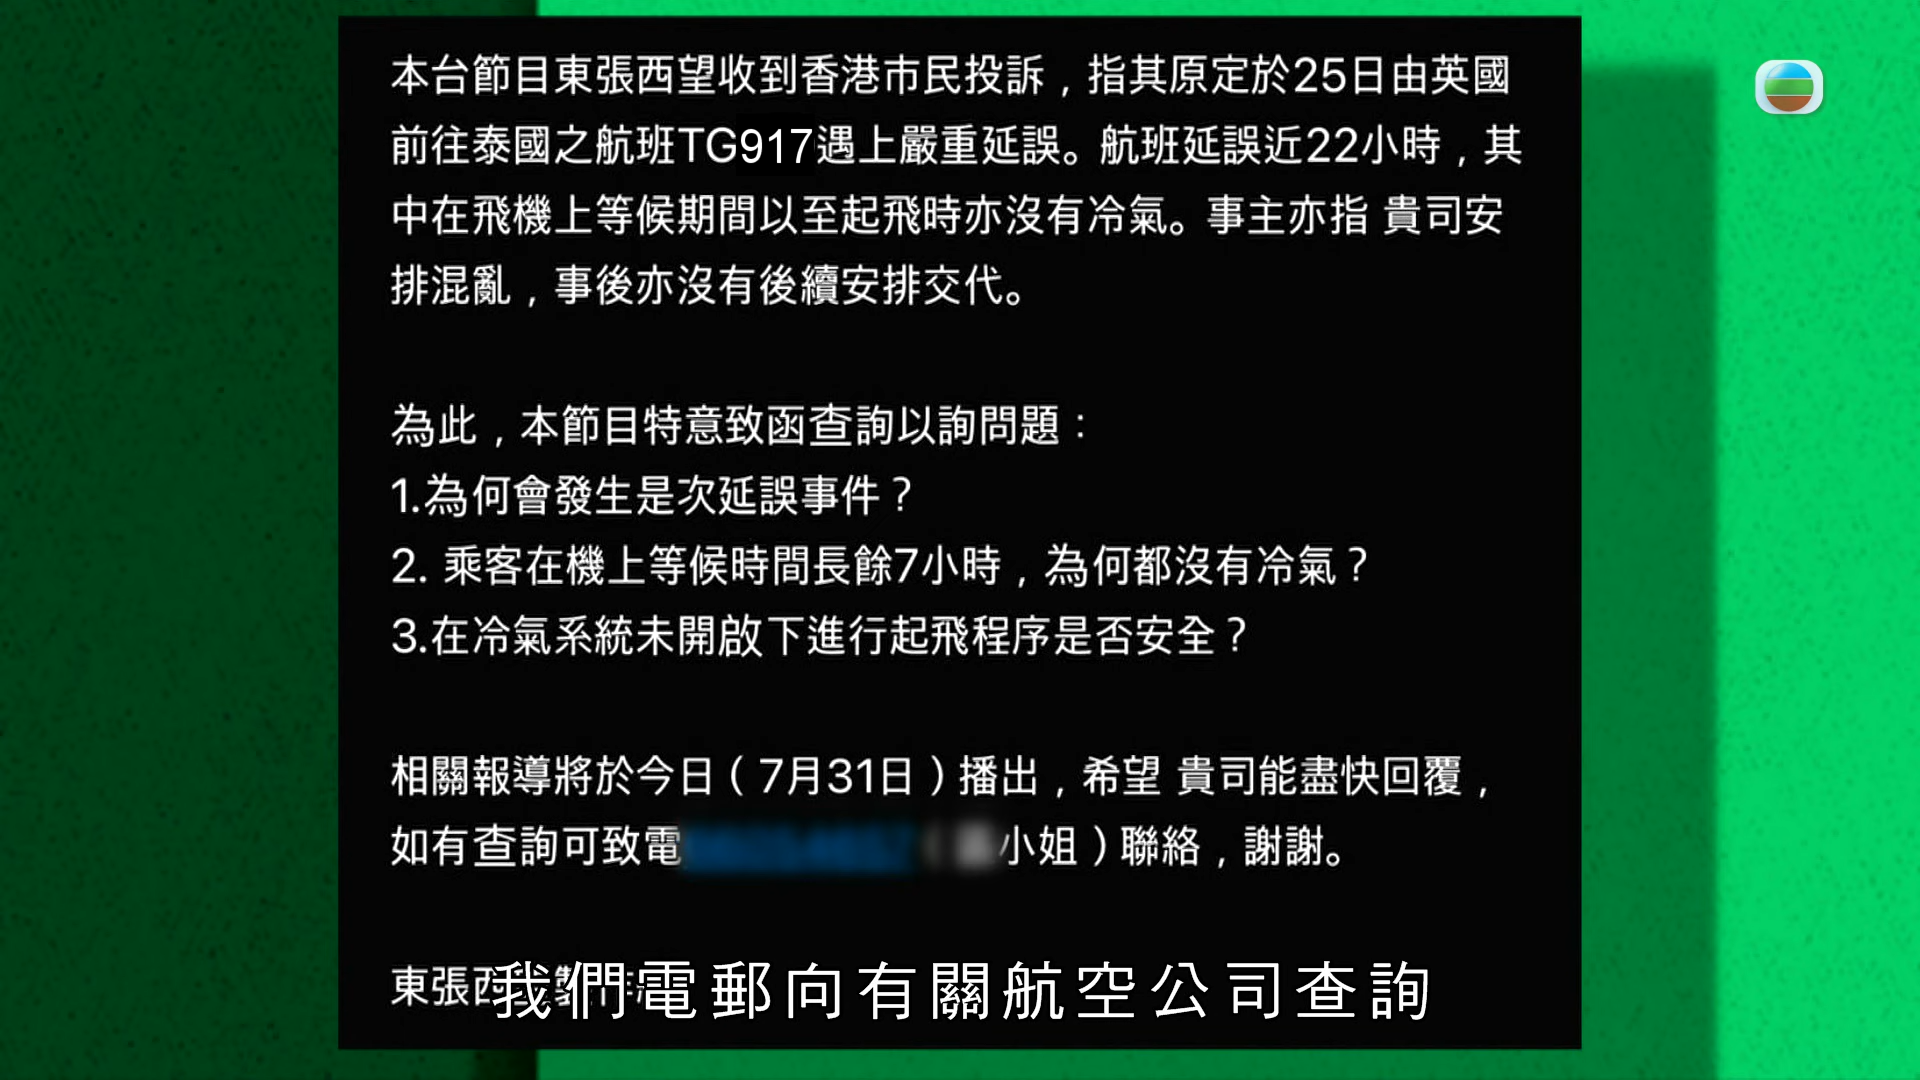 本台節目東張西望收到香港市民投訴，指其原定於25日由英國
前往泰國之航班TG917遇上嚴重延誤。航班延誤近22小時，其
中在飛機上等候期間以至起飛時亦沒有冷氣。事主亦指 貴司安
排混亂，事後亦沒有後續安排交代。
為此，本節目特意致函查詢以詢問題：
1.為何會發生是次延誤事件？
2. 乘客在機上等候時間長餘7小時，為何都沒有冷氣？
3.在冷氣系統未開啟下進行起飛程序是否安全？
相關報導將於今日（7月31日）播出，希望 貴司能盡快回覆，
如有查詢可致電（小姐）聯絡，謝謝。
東張西
我們電郵向有關航空公司查詢